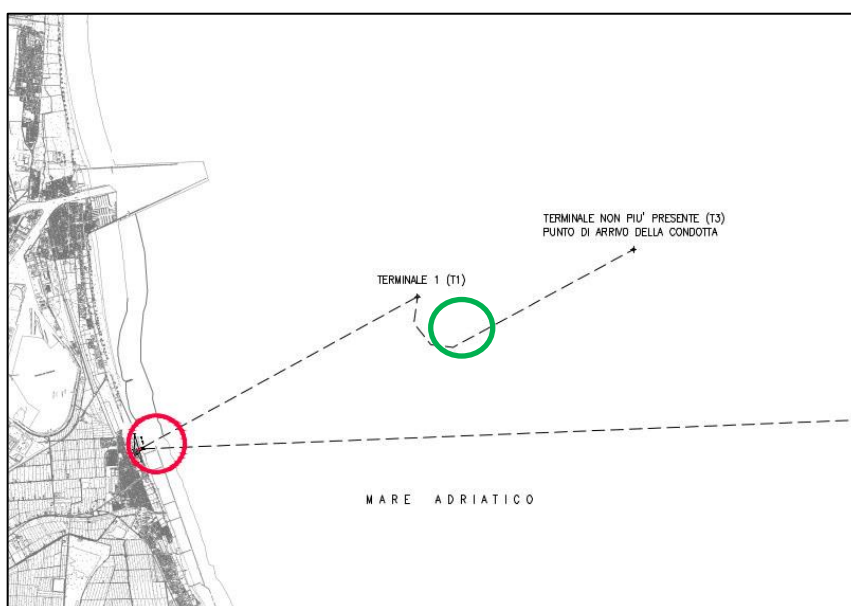 TERMINALE NON PIU' PRESENTE (T3)
PUNTO DI ARRIVO DELLA CONDOTTA
TERMINALE 1 (T1)
MARE ADRIATICO